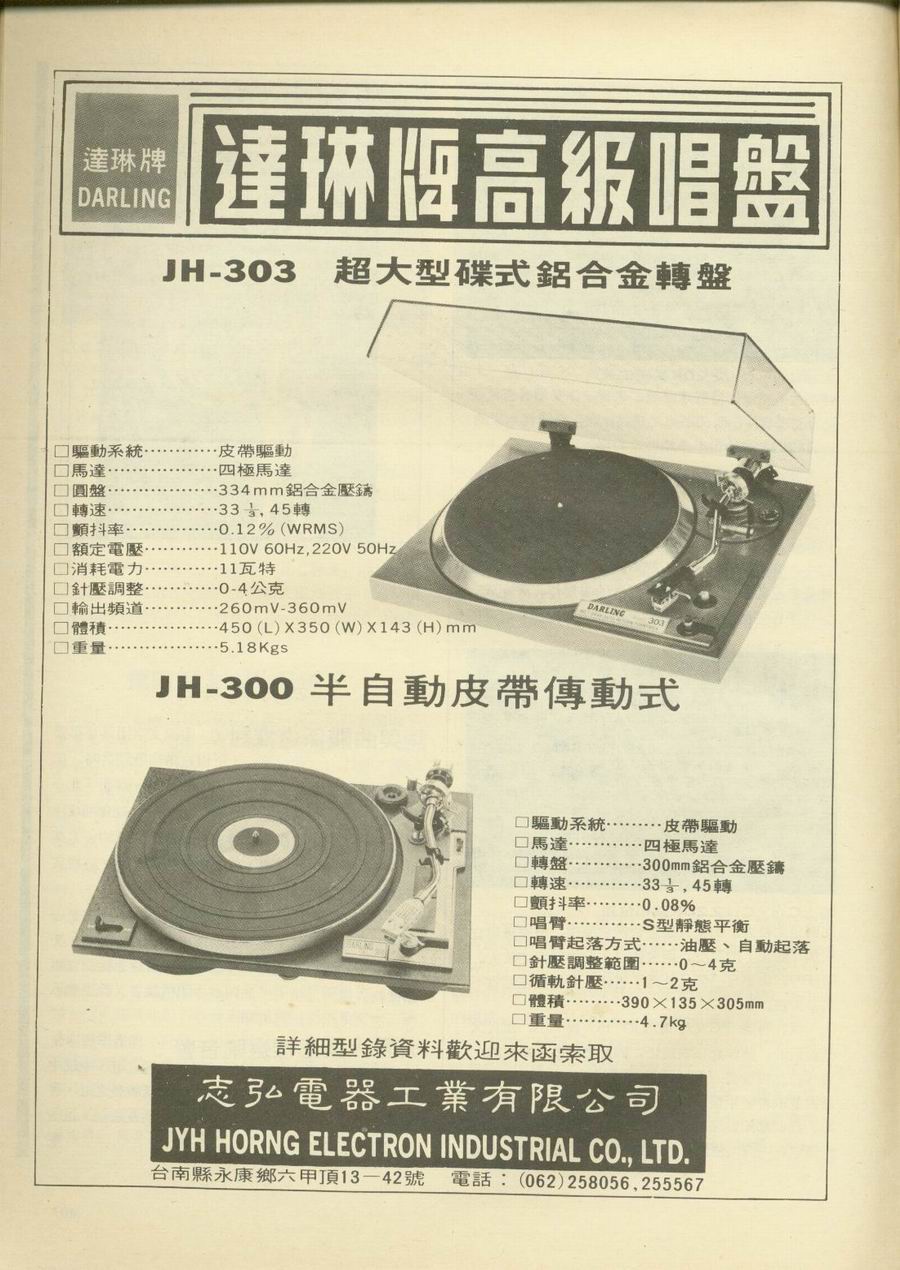 達琳牌
DARLING
達琳牌高級唱盤
JH-303 超大型碟式鋁合金轉盤
□驅動系統…………皮帶驅動
□馬達………………四極馬達
□圓盤………………334mm鋁合金壓鑄
□轉速………………33 1/3, 45轉
□顫抖率……………0.12%(WRMS)
□額定電壓…………110V 60Hz,220V 50Hz
□消耗電力…………11瓦特
□針壓調整…………0-4公克
□輸出頻道…………260mV-360mV
□體積………………450(L)X350(W)X143(H)mm
□重量………………5.18Kgs
DARLING
303
JH-300 半自動皮帶傳動式
DARLING
□驅動系統………皮帶驅動
□馬達…………四極馬達
□轉盤…………300mm鋁合金壓鑄
□轉速…………33 1/3, 45轉
□顫抖率………0.08%
□唱臂…………S型靜態平衡
□唱臂起落方式……油壓、自動起落
□針壓調整範圍……0~4克
□循軌針壓……1~2克
□體積………390×135×305mm
□重量…………4.7kg
詳細型錄資料歡迎來函索取
志弘電器工業有限公司
JYH HORNG ELECTRON INDUSTRIAL CO., LTD.
台南縣永康鄉六甲頂13—42號 電話：(062)258056,255567